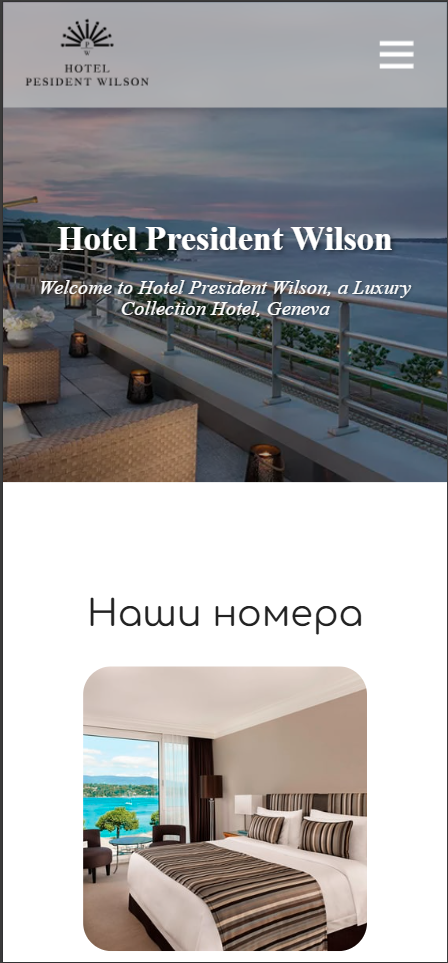 P
W
HOTEL
PESIDENT WILSON
Hotel President Wilson
Welcome to Hotel President Wilson, a Luxury
Collection Hotel, Geneva
Наши номера